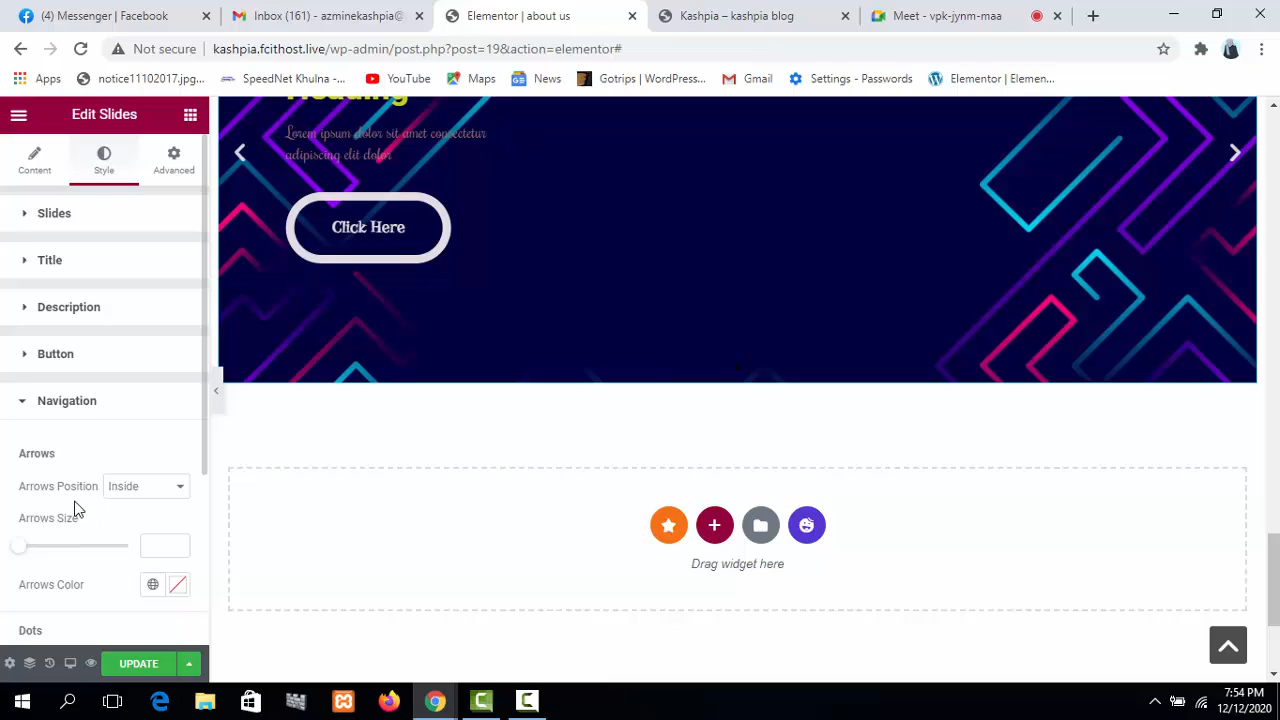 (4) Messenger | Facebook
Inbox (161) – azminekashpia@
Elementor | about us
Kashpia – kashpia blog
Meet - vpk-jynm-maa
Not secure
kashpia.fcithost.live/wp-admin/post.php?post=19&action=elementor#
Apps
notice11102017.jpg...
SpeedNet Khulna -...
YouTube
Maps
News
Gotrips | WordPress...
Gmail
Settings - Passwords
Elementor | Elemen...
Edit Slides
Content
Style
Advanced
Slides
Title
Description
Button
Navigation
Arrows
Arrows Position
Inside
Arrows Size
Arrows Color
Dots
UPDATE
Heading
Lorem ipsum dolor sit amet consectetur
adipiscing elit dolor
Click Here
Drag widget here
7:54 PM
12/12/2020